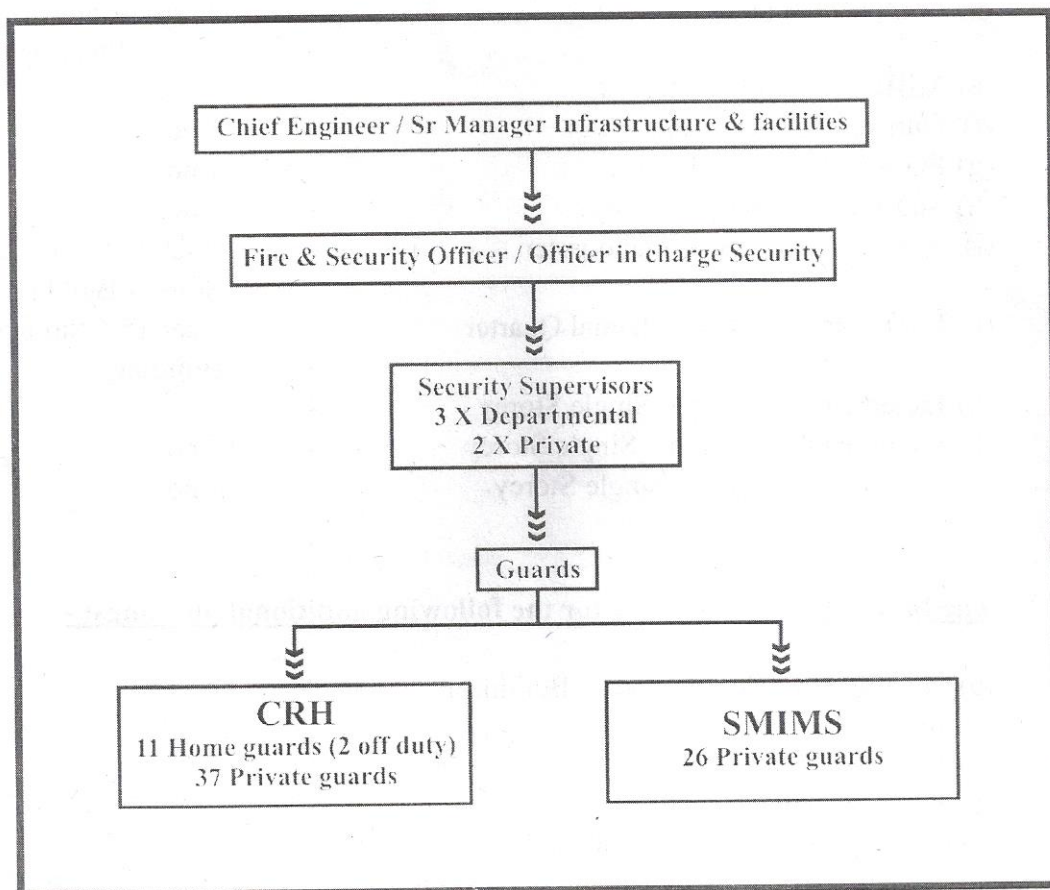 Chief Engineer / Sr Manager Infrastructure & facilities
Fire & Security Officer / Officer in charge Security
Security Supervisors
3 X Departmental
2 X Private
Guards
CRH
11 Home guards (2 off duty)
37 Private guards
SMIMS
26 Private guards